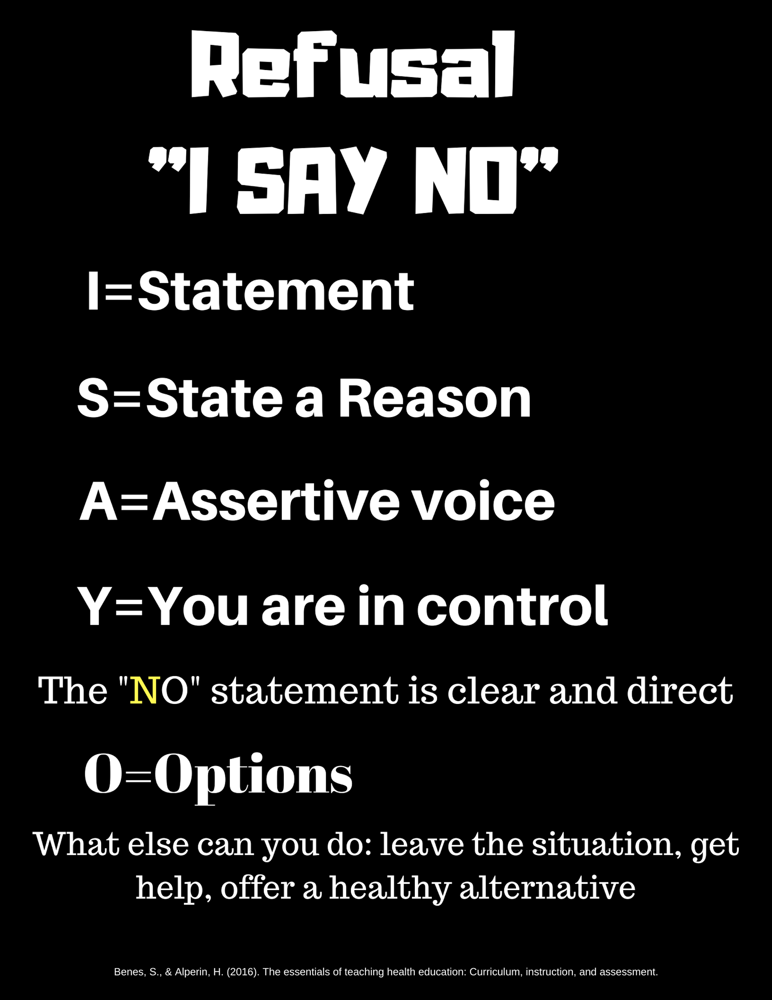 Refusal
”I SAY NO”
I=Statement
S=State a Reason
A=Assertive voice
Y=You are in control
The "NO" statement is clear and direct
O=Options
What else can you do: leave the situation, get
help, offer a healthy alternative
Benes, S., & Alperin, H. (2016). The essentials of teaching health education: Curriculum, instruction, and assessment.